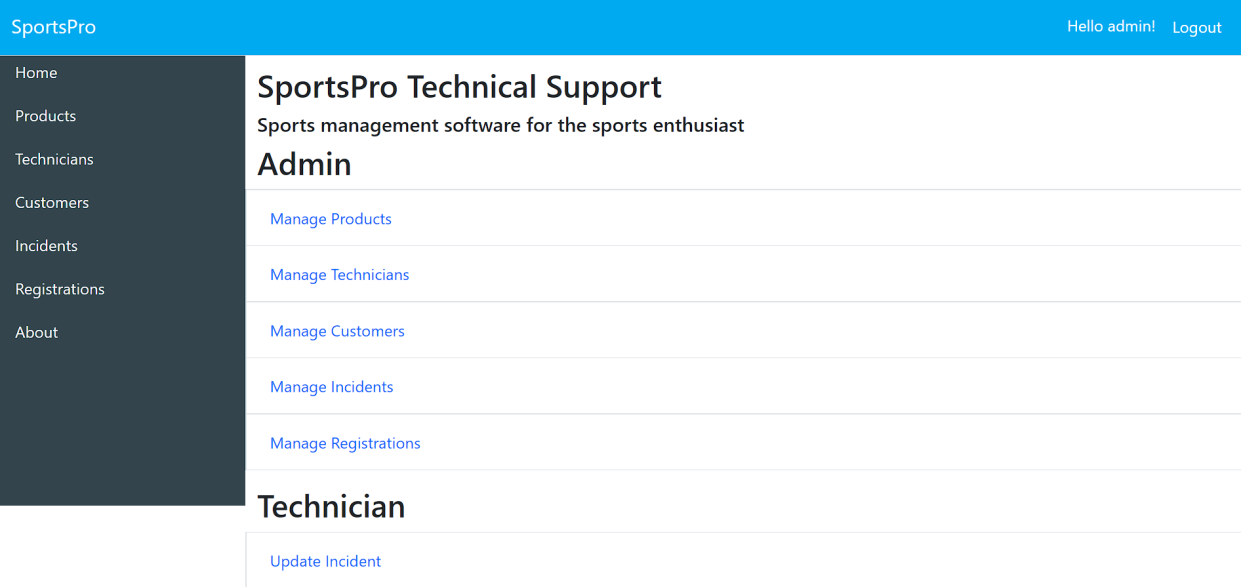 SportsPro
Hello admin! Logout
Home
Products
Technicians
Customers
Incidents
Registrations
About
SportsPro Technical Support
Sports management software for the sports enthusiast
Admin
Manage Products
Manage Technicians
Manage Customers
Manage Incidents
Manage Registrations
Technician
Update Incident